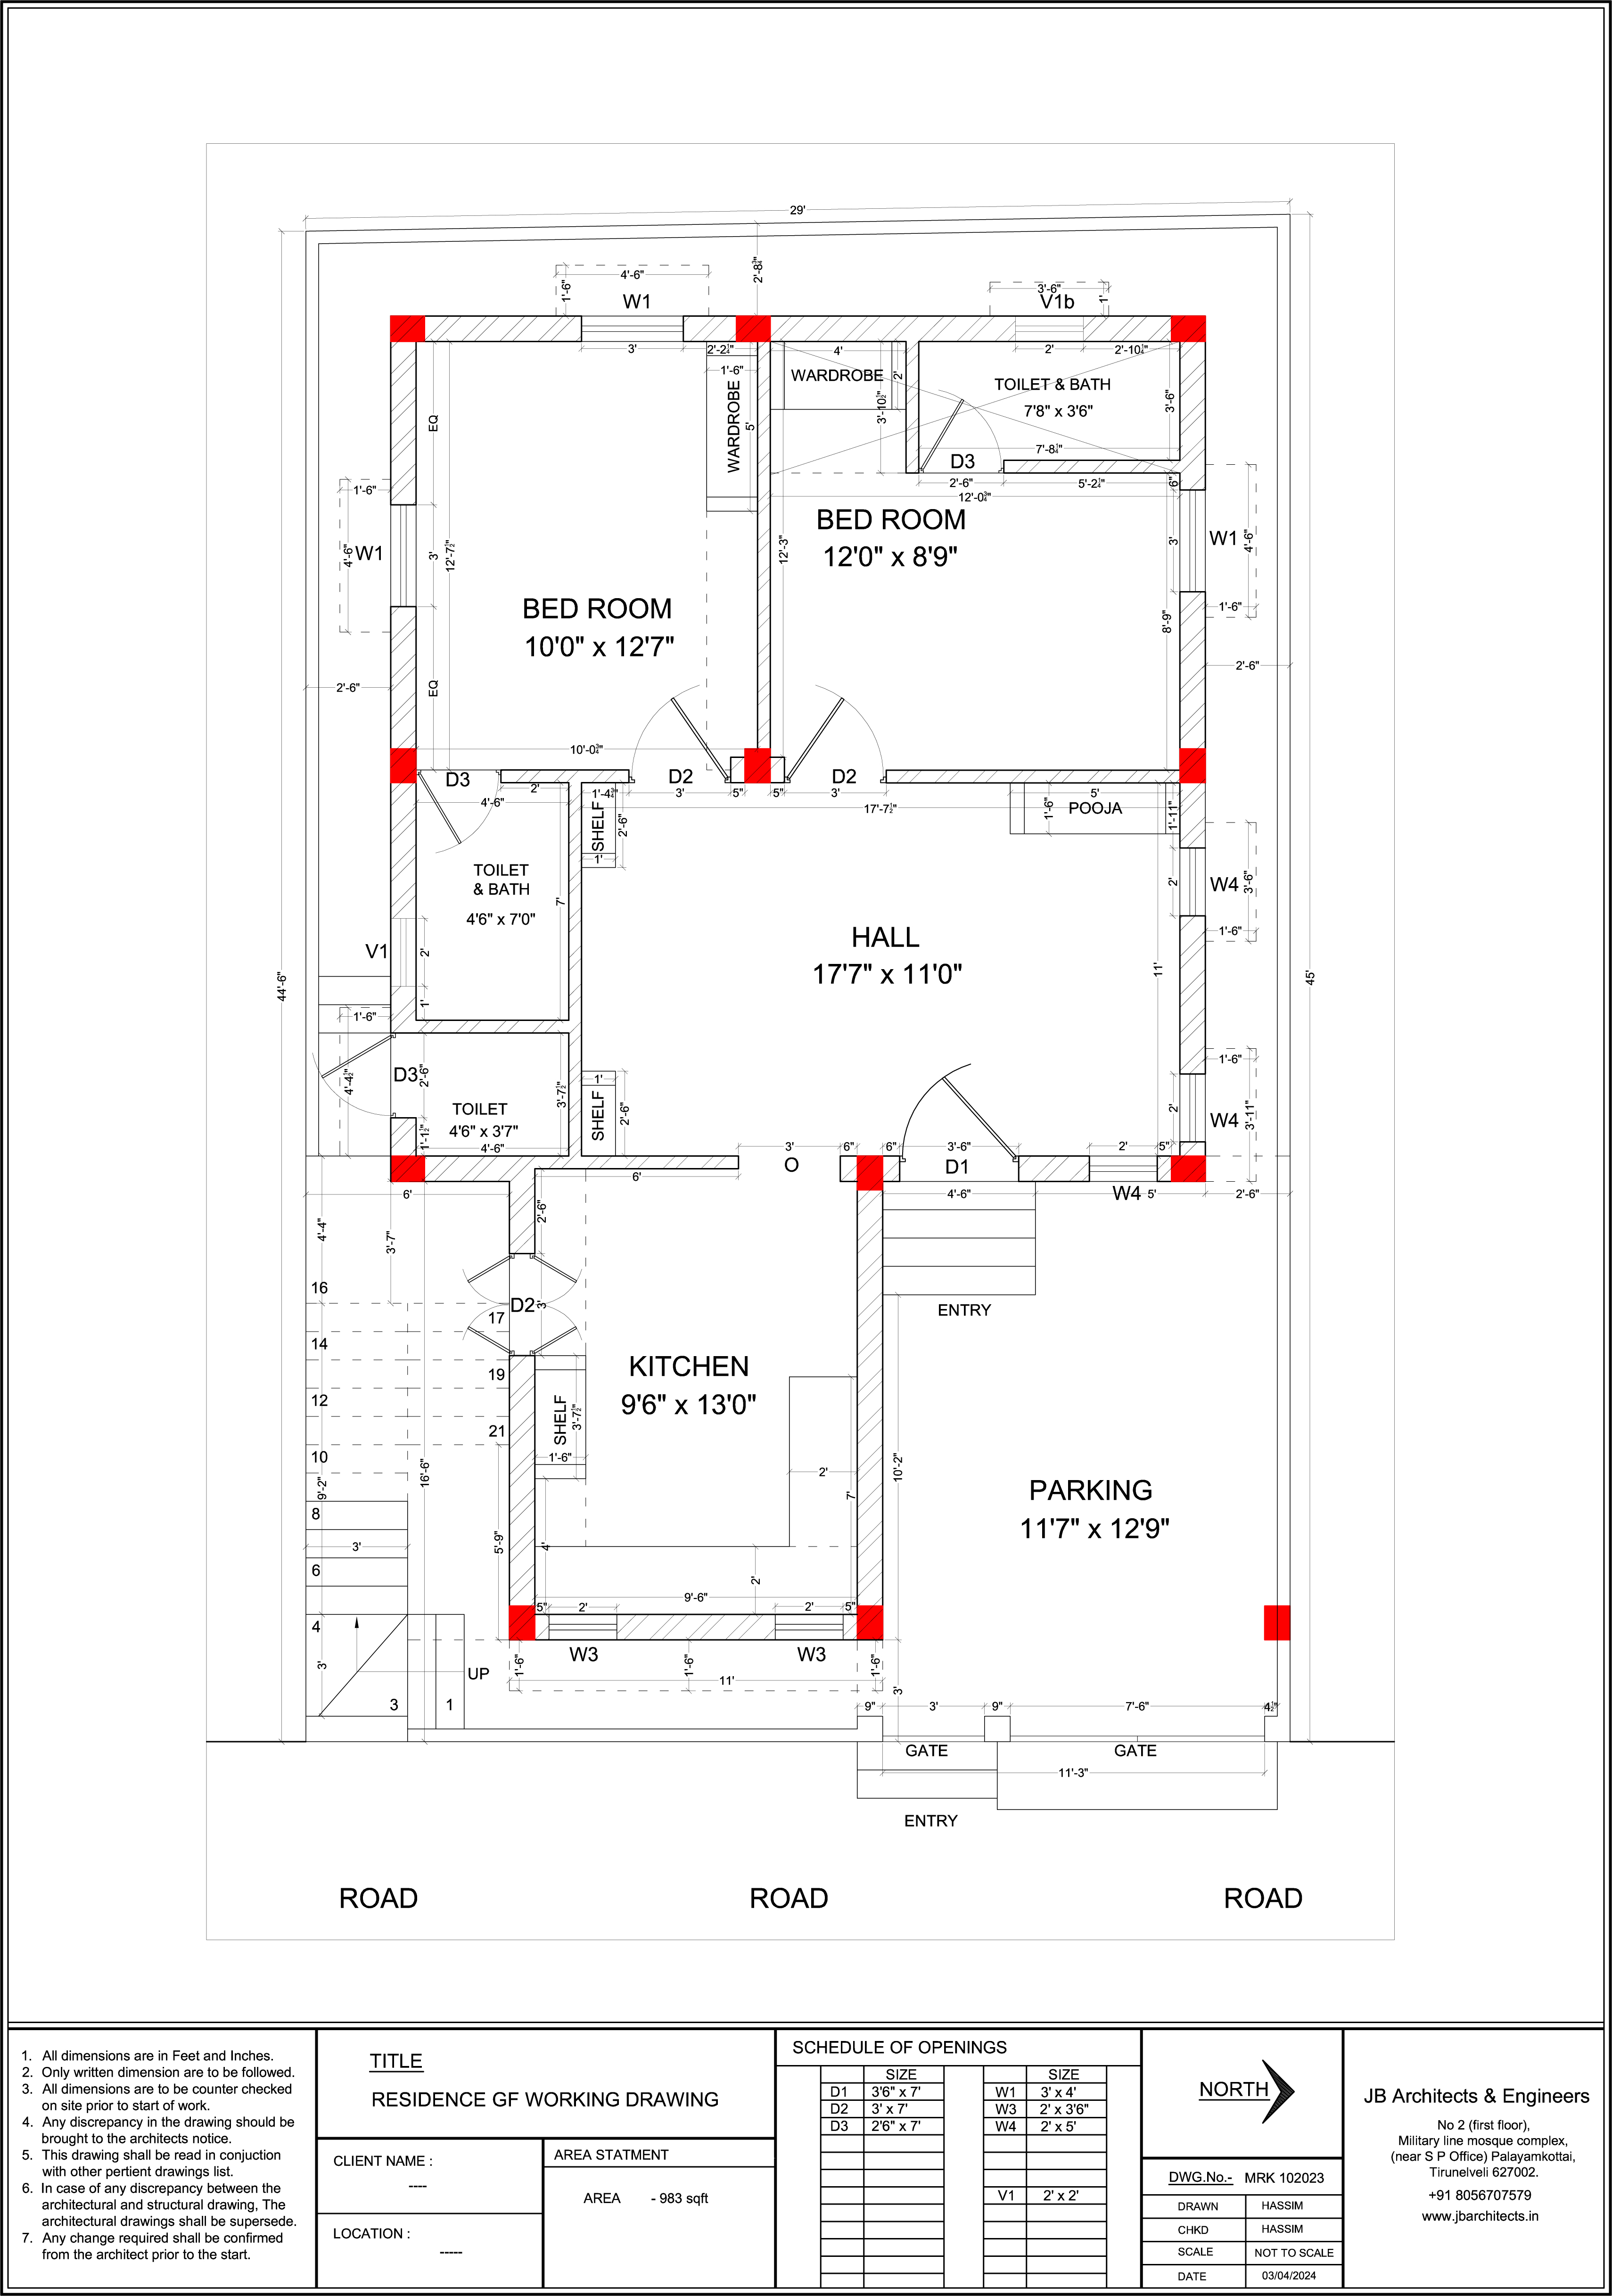 29'
4'-6"
1'-6"
W1
2'-8¾"
3'-6"
1'
V1b
3'
2'-2¼"
4'
2'
2'-10¼"
1'-6"
WARDROBE
5'
WARDROBE
2'
3'-10½"
TOILET & BATH
7'8" x 3'6"
3'-6"
EQ
7'-8¼"
D3
2'-6"
5'-2¼"
6"
12'-0¾"
1'-6"
4'-6"
W1
3'
12'-7½"
BED ROOM
12'0" x 8'9"
12'-3"
3'
W1
4'-6"
1'-6"
BED ROOM
10'0" x 12'7"
8'-9"
2'-6"
EQ
2'-6"
10'-0¾"
D3
2'
4'-6"
D2
D2
1'-4¾"
3'
5"
5"
3'
17'-7½"
5'
SHELF
2'-6"
1'
1'-6"
POOJA
1'-11"
TOILET
& BATH
4'6" x 7'0"
7'
2'
W4
3'-6"
1'-6"
V1
2'
1'
HALL
17'7" x 11'0"
11'
44'-6"
45'
1'-6"
4'-4½"
D3
2'-6"
TOILET
4'6" x 3'7"
3'-7½"
1'-1½"
4'-6"
1'
SHELF
2'-6"
1'-6"
2'
W4
3'-11"
3'
6"
6"
3'-6"
2'
5"
O
D1
6'
6'
4'-6"
W4
5'
2'-6"
4'-4"
3'-7"
2'-6"
16
17
D2
3'
ENTRY
14
19
KITCHEN
9'6" x 13'0"
12
21
SHELF
3'-7½"
1'-6"
10
9'-2"
16'-6"
2'
7'
10'-2"
PARKING
11'7" x 12'9"
8
3'
5'-9"
4'
6
2'
9'-6"
5"
2'
2'
5"
4
3'
W3
W3
UP
3
1
1'-6"
1'-6"
1'-6"
11'
3'
9"
3'
9"
7'-6"
4½"
GATE
GATE
11'-3"
ENTRY
ROAD
ROAD
ROAD
1. All dimensions are in Feet and Inches.
2. Only written dimension are to be followed.
3. All dimensions are to be counter checked
on site prior to start of work.
4. Any discrepancy in the drawing should be
brought to the architects notice.
5. This drawing shall be read in conjuction
with other pertient drawings list.
6. In case of any discrepancy between the
architectural and structural drawing, The
architectural drawings shall be supersede.
7. Any change required shall be confirmed
from the architect prior to the start.
TITLE
RESIDENCE GF WORKING DRAWING
CLIENT NAME :
----
LOCATION :
-----
AREA STATMENT
AREA - 983 sqft
SCHEDULE OF OPENINGS
SIZE
D1 3'6" x 7'
D2 3' x 7'
D3 2'6" x 7'
SIZE
W1 3' x 4'
W3 2' x 3'6"
W4 2' x 5'
V1 2' x 2'
NORTH
DWG.No.- MRK 102023
DRAWN HASSIM
CHKD HASSIM
SCALE NOT TO SCALE
DATE 03/04/2024
JB Architects & Engineers
No 2 (first floor),
Military line mosque complex,
(near S P Office) Palayamkottai,
Tirunelveli 627002.
+91 8056707579
www.jbarchitects.in